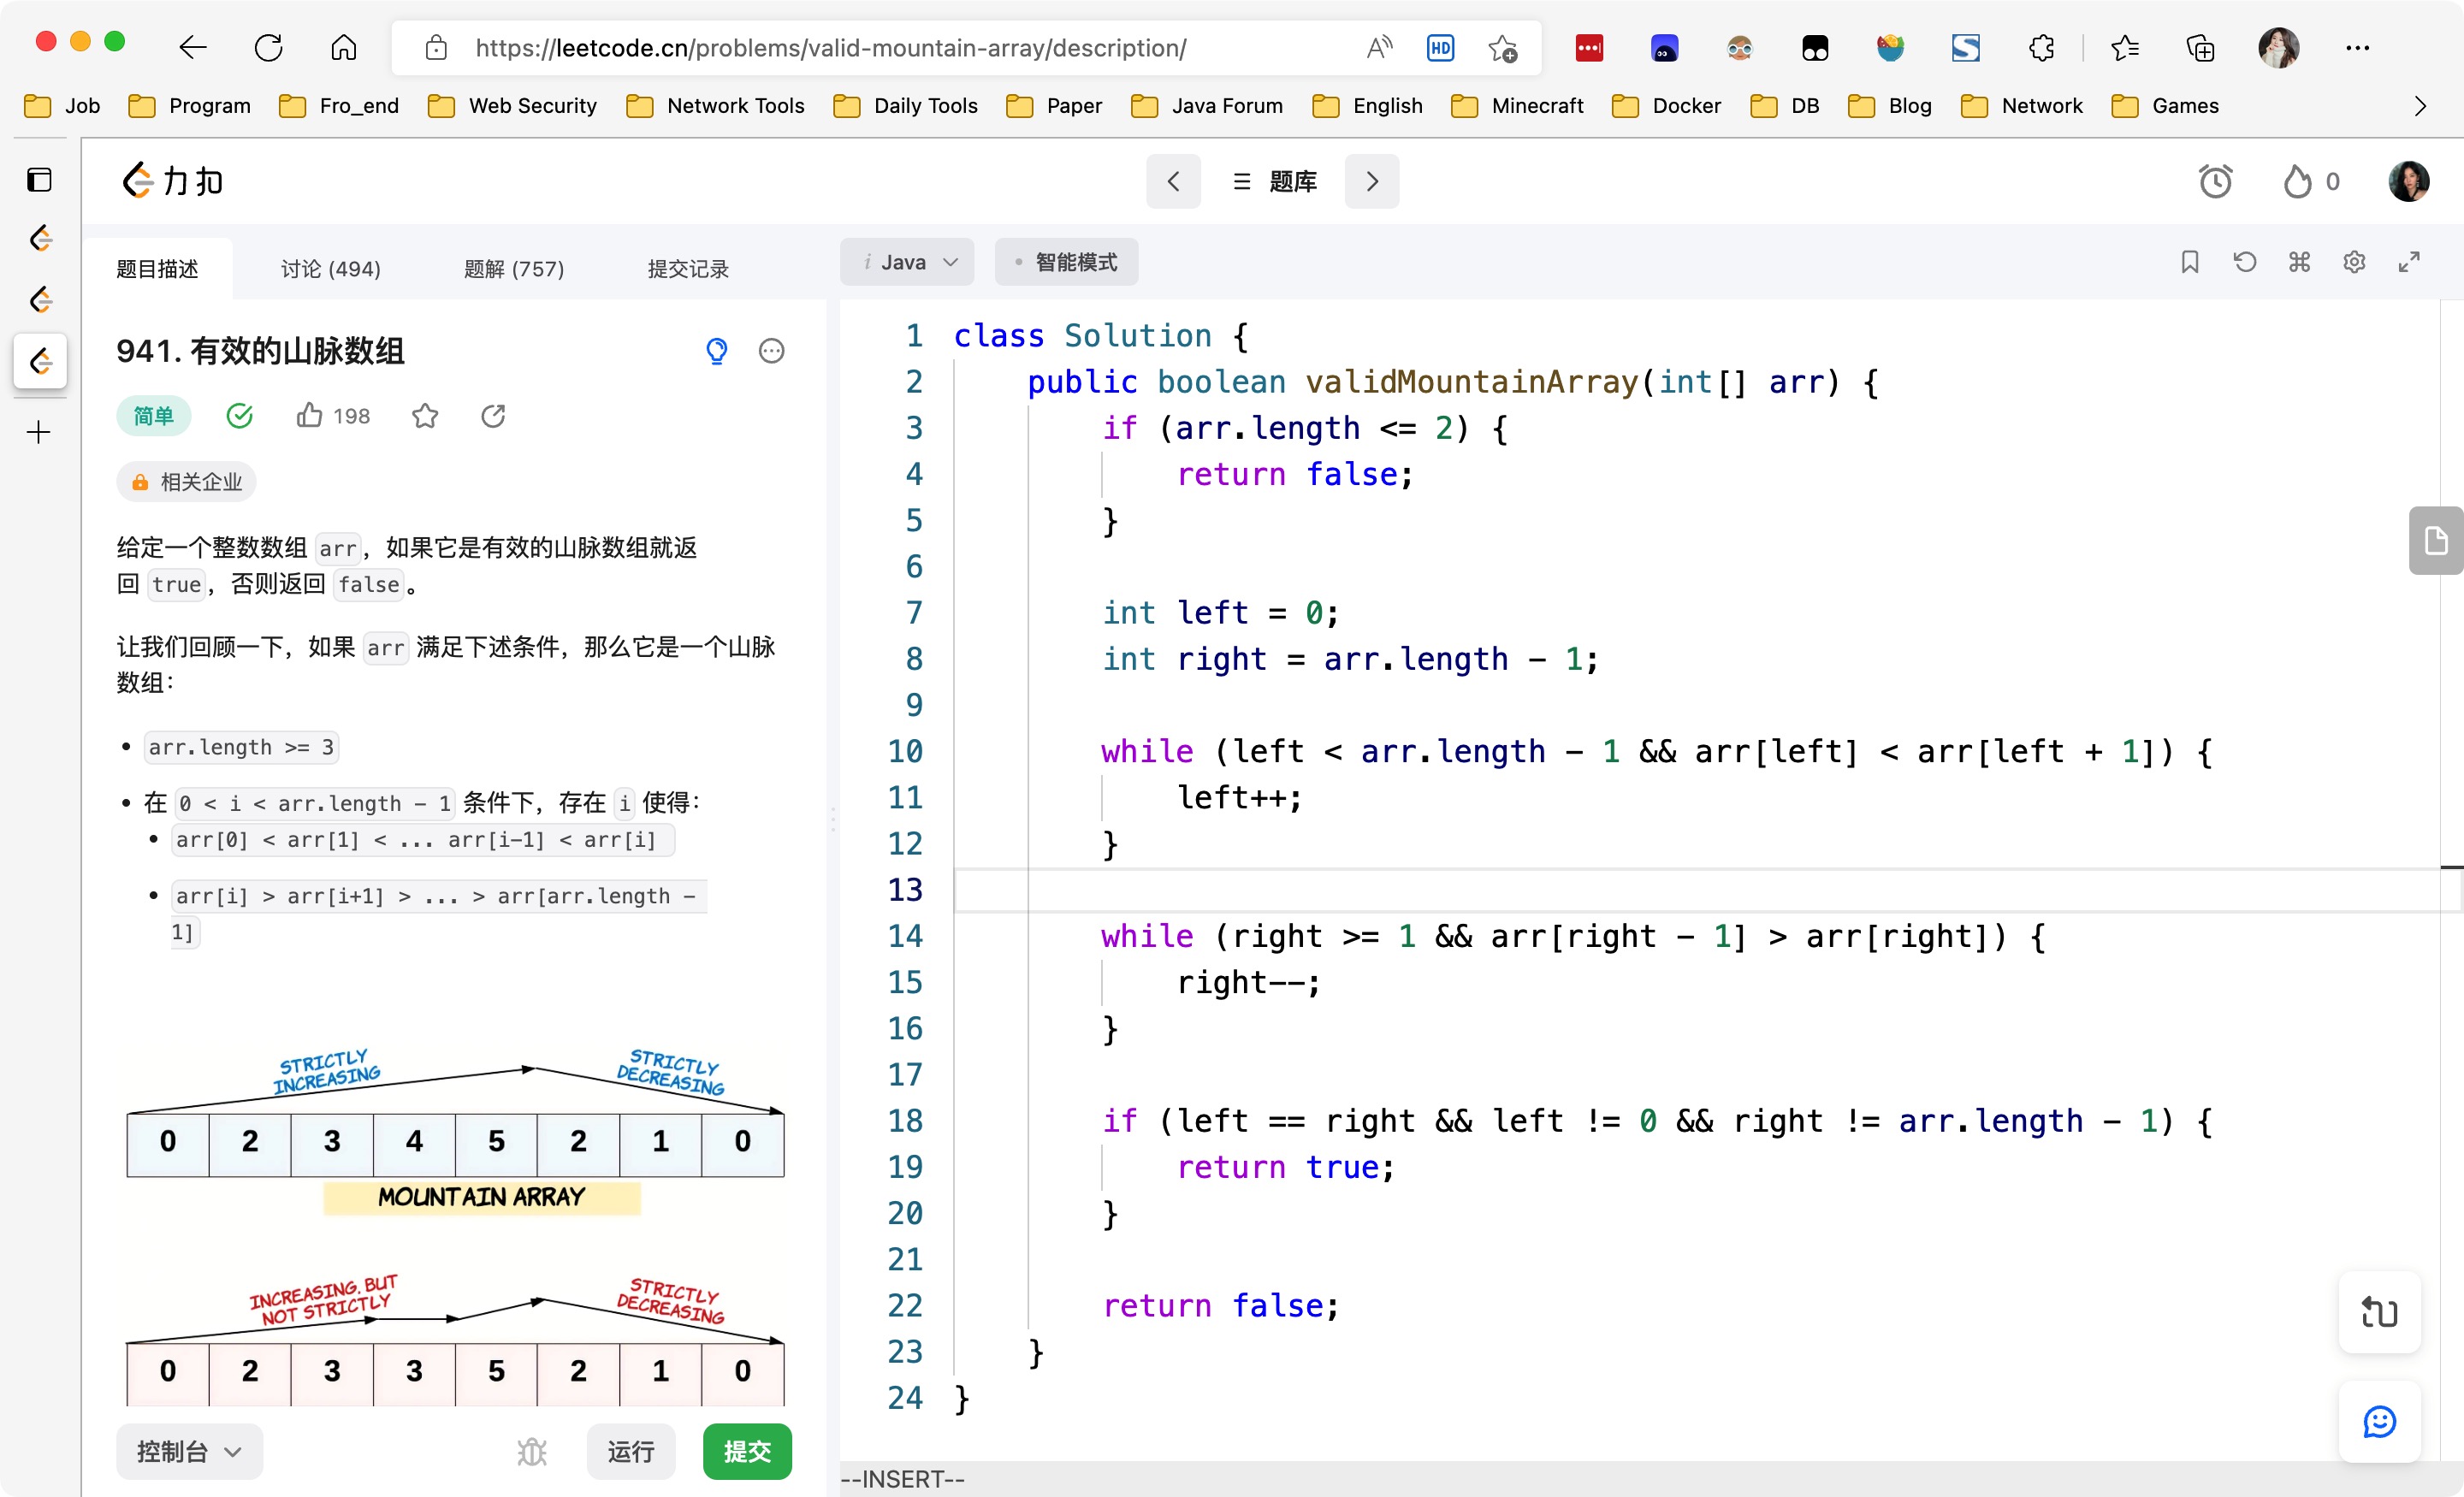 https://leetcode.cn/problems/valid-mountain-array/description/
HD
Job Program Fro_end Web Security Network Tools Daily Tools Paper Java Forum English Minecraft Docker DB Blog Network Games
力扣
题库
0
题目描述 讨论 (494) 题解 (757) 提交记录
941. 有效的山脉数组
简单 198
相关企业
给定一个整数数组 arr，如果它是有效的山脉数组就返
回 true，否则返回 false。
让我们回顾一下，如果 arr 满足下述条件，那么它是一个山脉
数组：
• arr.length >= 3
• 在 0 < i < arr.length - 1 条件下，存在 i 使得：
• arr[0] < arr[1] < ... arr[i-1] < arr[i]
• arr[i] > arr[i+1] > ... > arr[arr.length -
1]
STRICTLY
INCREASING
STRICTLY
DECREASING
0 2 3 4 5 2 1 0
MOUNTAIN ARRAY
INCREASING. BUT
NOT STRICTLY
STRICTLY
DECREASING
0 2 3 3 5 2 1 0
控制台 运行 提交
i Java 智能模式
1 class Solution {
2 public boolean validMountainArray(int[] arr) {
3 if (arr.length <= 2) {
4 return false;
5 }
6
7 int left = 0;
8 int right = arr.length - 1;
9
10 while (left < arr.length - 1 && arr[left] < arr[left + 1]) {
11 left++;
12 }
13
14 while (right >= 1 && arr[right - 1] > arr[right]) {
15 right--;
16 }
17
18 if (left == right && left != 0 && right != arr.length - 1) {
19 return true;
20 }
21
22 return false;
23 }
24 }
--INSERT--